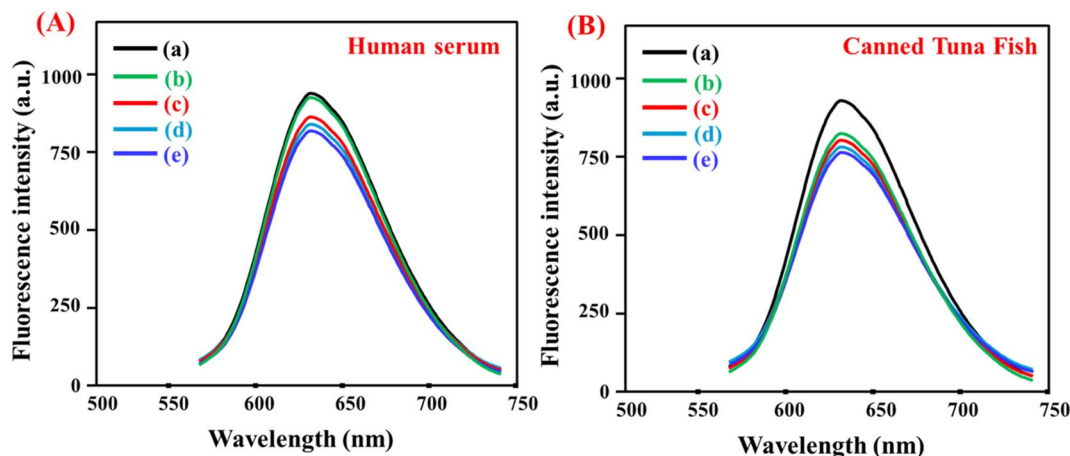 (A)
Human serum
(a)
(b)
(c)
(d)
(e)
Fluorescence intensity (a.u.)
1000
750
500
250
0
500 550 600 650 700 750
Wavelength (nm)
(B)
Canned Tuna Fish
(a)
(b)
(c)
(d)
(e)
Fluorescence intensity (a.u.)
1000
750
500
250
0
500 550 600 650 700 750
Wavelength (nm)